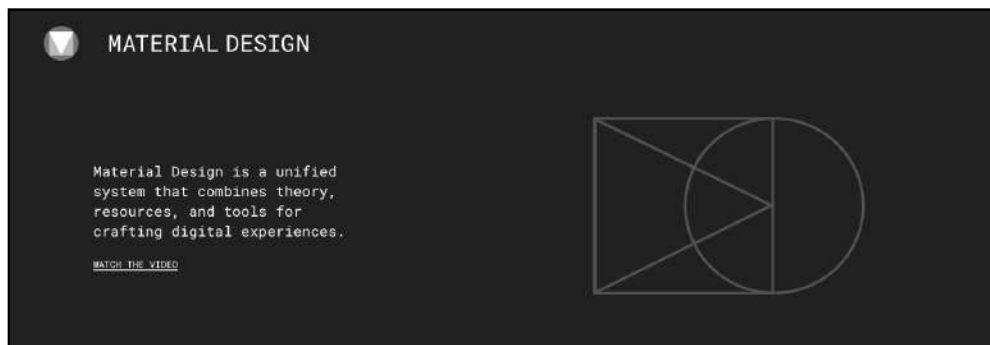 MATERIAL DESIGN
Material Design is a unified
system that combines theory,
resources, and tools for
crafting digital experiences.
WATCH THE VIDEO